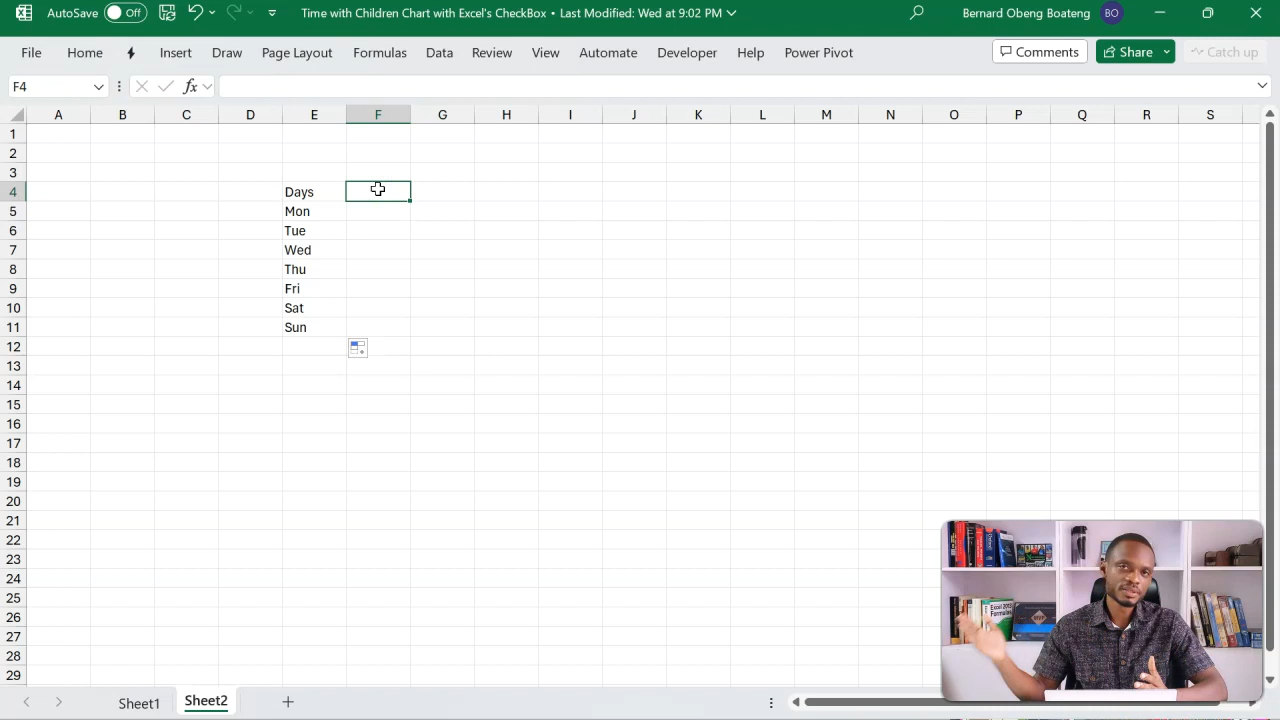 AutoSave Off Time with Children Chart with Excel's CheckBox • Last Modified: Wed at 9:02 PM Bernard Obeng Boateng BO
File Home Insert Draw Page Layout Formulas Data Review View Automate Developer Help Power Pivot Comments Share Catch up
F4 fx
A B C D E F G H I J K L M N O P Q R S
1
2
3
4 Days
5 Mon
6 Tue
7 Wed
8 Thu
9 Fri
10 Sat
11 Sun
12
13
14
15
16
17
18
19
20
21
22
23
24
25
26
27
28
29
Excel 2013
Formulas
Sheet1 Sheet2